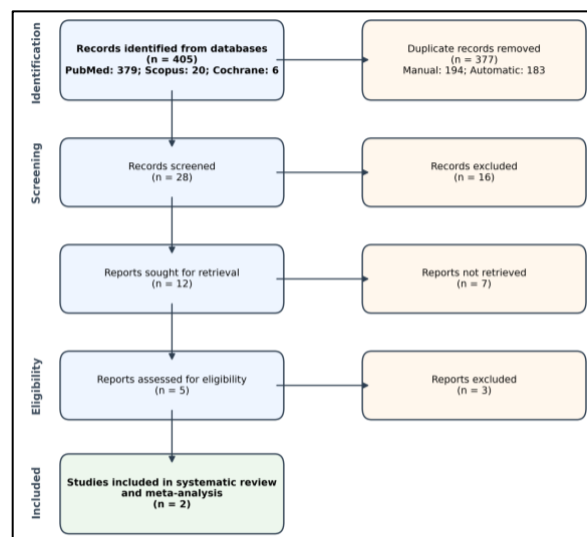 Identification
Records identified from databases
(n = 405)
PubMed: 379; Scopus: 20; Cochrane: 6
Duplicate records removed
(n = 377)
Manual: 194; Automatic: 183
Screening
Records screened
(n = 28)
Records excluded
(n = 16)
Reports sought for retrieval
(n = 12)
Reports not retrieved
(n = 7)
Eligibility
Reports assessed for eligibility
(n = 5)
Reports excluded
(n = 3)
Included
Studies included in systematic review
and meta-analysis
(n = 2)